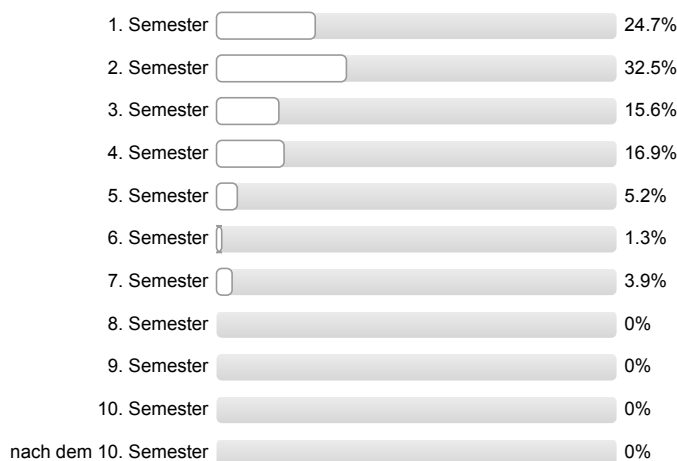 1. Semester 24.7%
2. Semester 32.5%
3. Semester 15.6%
4. Semester 16.9%
5. Semester 5.2%
6. Semester 1.3%
7. Semester 3.9%
8. Semester 0%
9. Semester 0%
10. Semester 0%
nach dem 10. Semester 0%